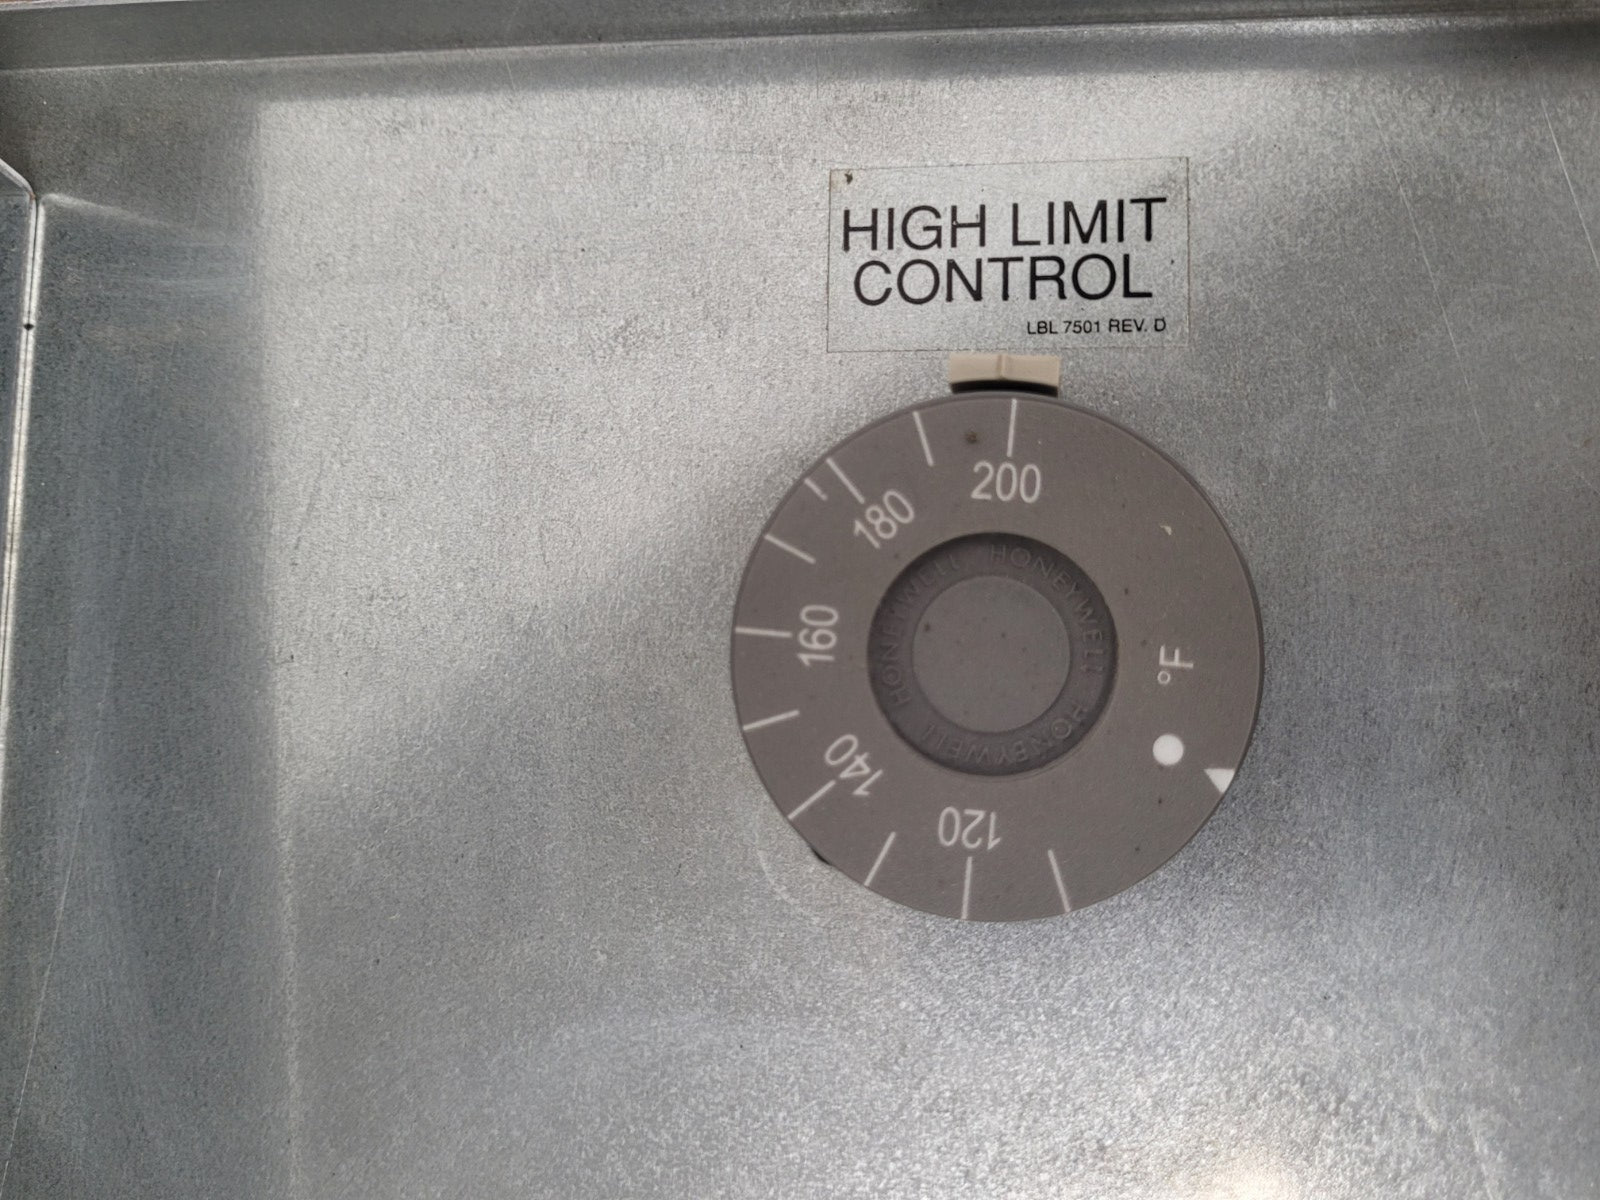 HIGH LIMIT
CONTROL
LBL 7501 REV. D
200
180
160
140
120
°F
HONEYWELL HONEYWELL HONEYWELL HONEYWELL